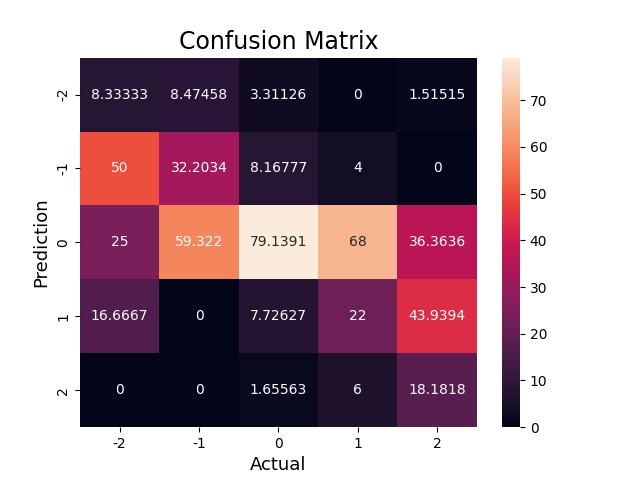 Confusion Matrix
Prediction
-2 8.33333 8.47458 3.31126 0 1.51515
-1 50 32.2034 8.16777 4 0
0 25 59.322 79.1391 68 36.3636
1 16.6667 0 7.72627 22 43.9394
2 0 0 1.65563 6 18.1818
-2 -1 0 1 2
Actual
70
60
50
40
30
20
10
0